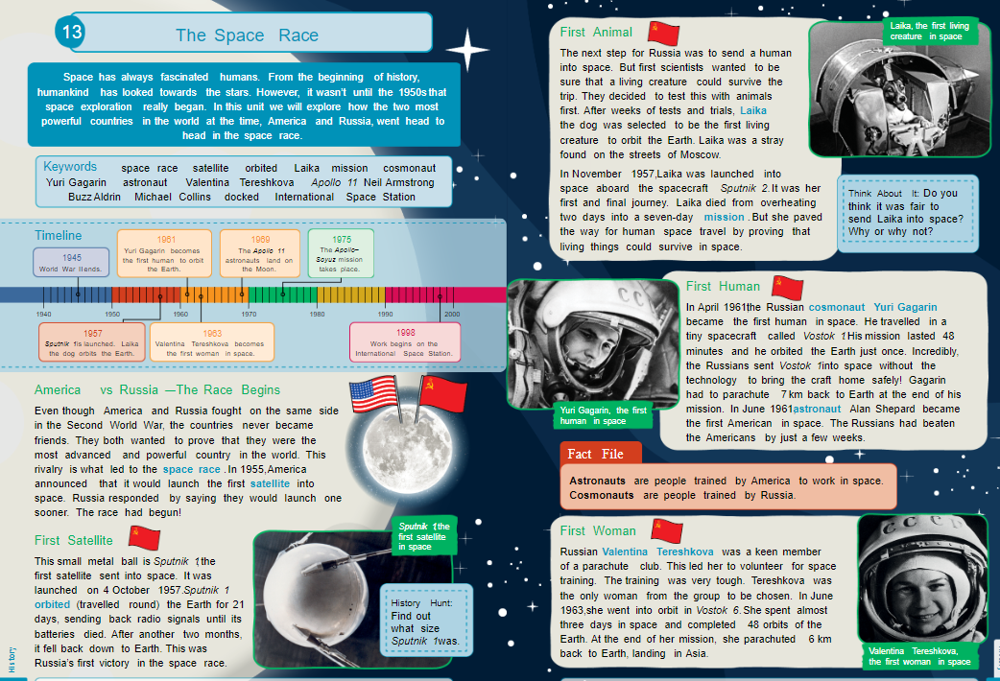 13
The Space Race
Space has always fascinated humans. From the beginning of history,
humankind has looked towards the stars. However, it wasn't until the 1950s that
space exploration really began. In this unit we will explore how the two most
powerful countries in the world at the time, America and Russia, went head to
head in the space race.
Keywords space race satellite orbited Laika mission cosmonaut
Yuri Gagarin astronaut Valentina Tereshkova Apollo 11 Neil Armstrong
Buzz Aldrin Michael Collins docked International Space Station
Timeline
1945
World War II ends.
1961
Yuri Gagarin becomes
the first human to orbit
the Earth.
1969
The Apollo 11
astronauts land on
the Moon.
1975
The Apollo–
Soyuz mission
takes place.
1940 1950 1960 1970 1980 1990 2000
1957
Sputnik 1 is launched. Laika
the dog orbits the Earth.
1963
Valentina Tereshkova becomes
the first woman in space.
1998
Work begins on the
International Space Station.
America vs Russia —The Race Begins
Even though America and Russia fought on the same side
in the Second World War, the countries never became
friends. They both wanted to prove that they were the
most advanced and powerful country in the world. This
rivalry is what led to the space race. In 1955, America
announced that it would launch the first satellite into
space. Russia responded by saying they would launch one
sooner. The race had begun!
First Satellite
This small metal ball is Sputnik 1, the
first satellite sent into space. It was
launched on 4 October 1957. Sputnik 1
orbited (travelled round) the Earth for 21
days, sending back radio signals until its
batteries died. After another two months,
it fell back down to Earth. This was
Russia's first victory in the space race.
Sputnik 1, the
first satellite
in space
History Hunt:
Find out
what size
Sputnik 1 was.
History
First Animal
The next step for Russia was to send a human
into space. But first scientists wanted to be
sure that a living creature could survive the
trip. They decided to test this with animals
first. After weeks of tests and trials, Laika
the dog was selected to be the first living
creature to orbit the Earth. Laika was a stray
found on the streets of Moscow.
In November 1957, Laika was launched into
space aboard the spacecraft Sputnik 2. It was her
first and final journey. Laika died from overheating
two days into a seven-day mission. But she paved
the way for human space travel by proving that
living things could survive in space.
Laika, the first living
creature in space
Think About It: Do you
think it was fair to
send Laika into space?
Why or why not?
First Human
In April 1961, the Russian cosmonaut Yuri Gagarin
became the first human in space. He travelled in a
tiny spacecraft called Vostok 1. His mission lasted 48
minutes and he orbited the Earth just once. Incredibly,
the Russians sent Vostok 1 into space without the
technology to bring the craft home safely! Gagarin
had to parachute 7 km back to Earth at the end of his
mission. In June 1961, astronaut Alan Shepard became
the first American in space. The Russians had beaten
the Americans by just a few weeks.
CC
Yuri Gagarin, the first
human in space
Fact File
Astronauts are people trained by America to work in space.
Cosmonauts are people trained by Russia.
First Woman
Russian Valentina Tereshkova was a keen member
of a parachute club. This led her to volunteer for space
training. The training was very tough. Tereshkova was
the only woman from the group to be chosen. In June
1963, she went into orbit in Vostok 6. She spent almost
three days in space and completed 48 orbits of the
Earth. At the end of her mission, she parachuted 6 km
back to Earth, landing in Asia.
СССР
Valentina Tereshkova,
the first woman in space